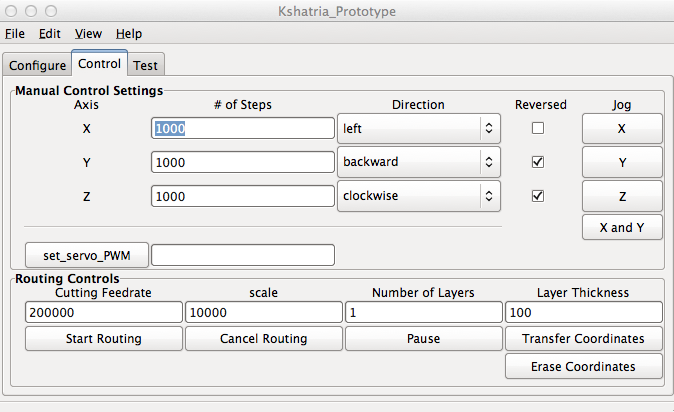 Kshatria_Prototype
File Edit View Help
Configure Control Test
Manual Control Settings
Axis # of Steps Direction Reversed Jog
X 1000 left X
Y 1000 backward Y
Z 1000 clockwise Z
X and Y
set_servo_PWM
Routing Controls
Cutting Feedrate scale Number of Layers Layer Thickness
200000 10000 1 100
Start Routing Cancel Routing Pause Transfer Coordinates
Erase Coordinates